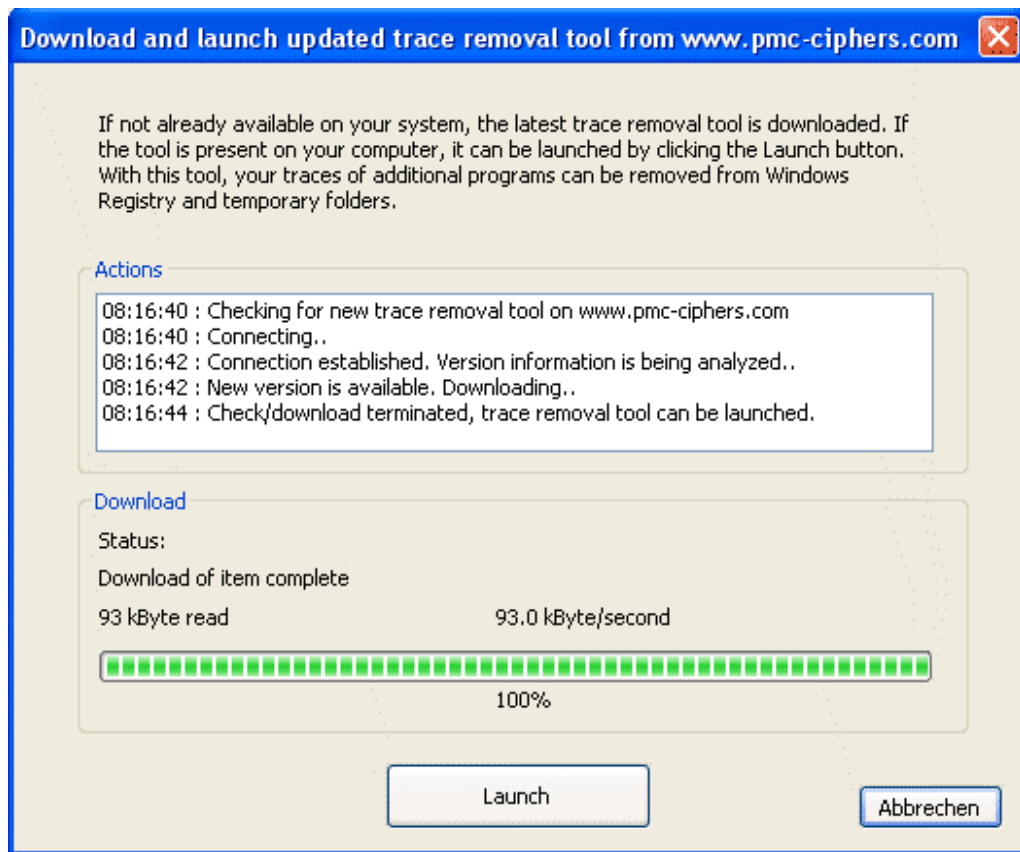 Download and launch updated trace removal tool from www.pmc-ciphers.com
If not already available on your system, the latest trace removal tool is downloaded. If
the tool is present on your computer, it can be launched by clicking the Launch button.
With this tool, your traces of additional programs can be removed from Windows
Registry and temporary folders.
Actions
08:16:40 : Checking for new trace removal tool on www.pmc-ciphers.com
08:16:40 : Connecting..
08:16:42 : Connection established. Version information is being analyzed..
08:16:42 : New version is available. Downloading..
08:16:44 : Check/download terminated, trace removal tool can be launched.
Download
Status:
Download of item complete
93 kByte read 93.0 kByte/second
100%
Launch
Abbrechen